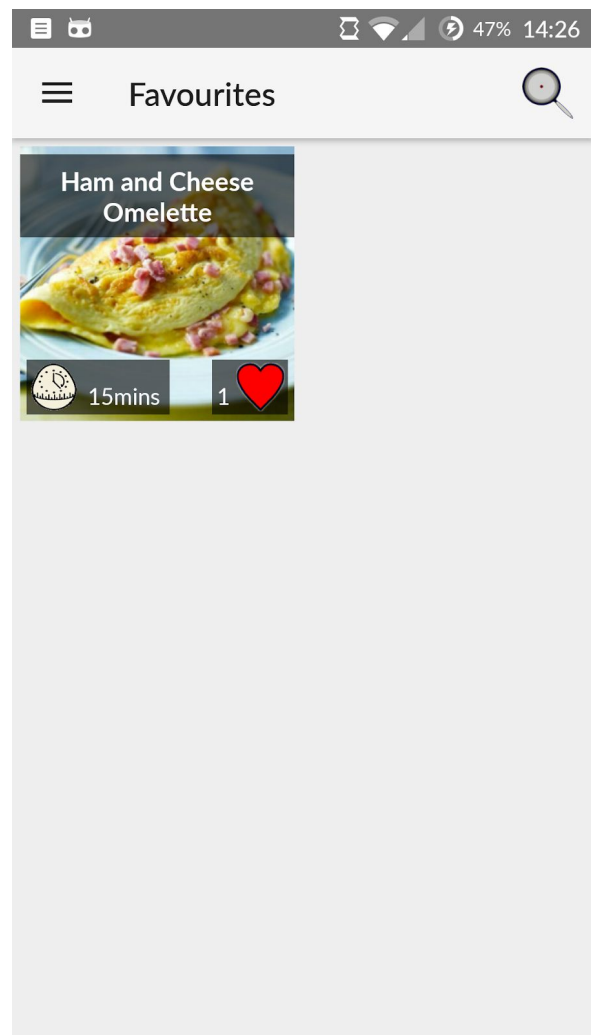 47% 14:26
Favourites
Ham and Cheese
Omelette
15mins
1